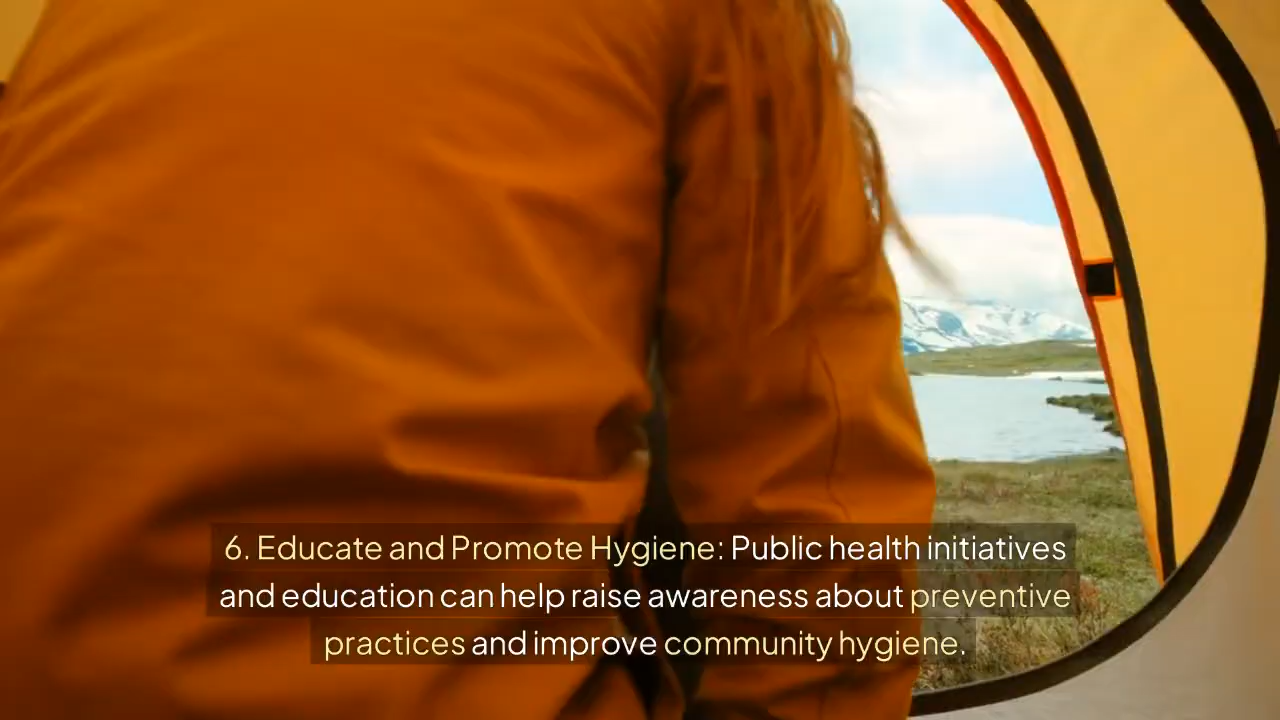 6. Educate and Promote Hygiene: Public health initiatives
and education can help raise awareness about preventive
practices and improve community hygiene.